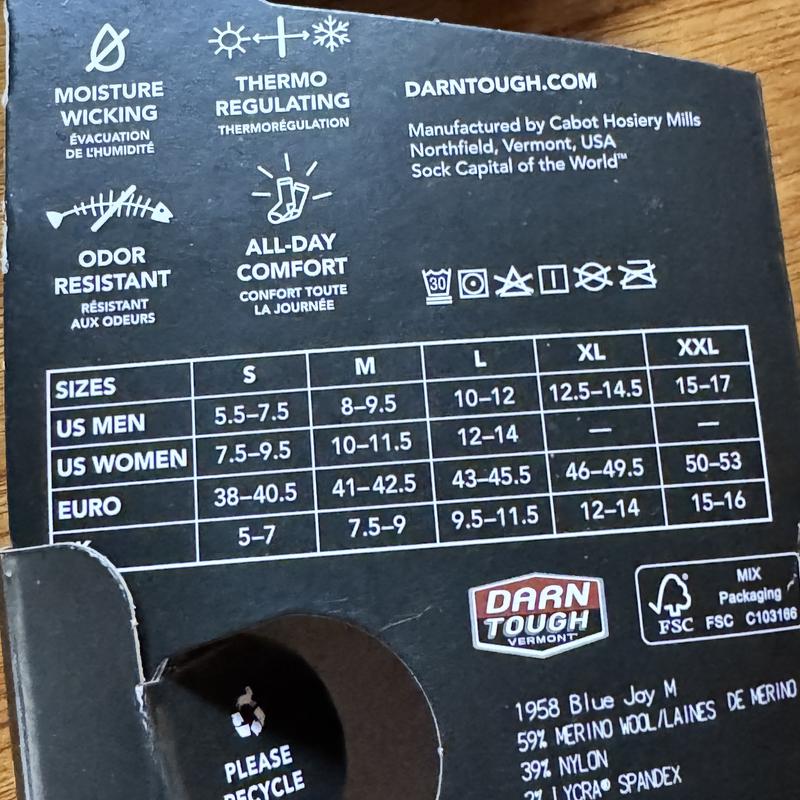 MOISTURE
WICKING
ÉVACUATION
DE L'HUMIDITÉ
THERMO
REGULATING
THERMORÉGULATION
ODOR
RESISTANT
RÉSISTANT
AUX ODEURS
ALL-DAY
COMFORT
CONFORT TOUTE
LA JOURNÉE
DARNTOUGH.COM
Manufactured by Cabot Hosiery Mills
Northfield, Vermont, USA
Sock Capital of the World™
30
SIZES S M L XL XXL
US MEN 5.5–7.5 8–9.5 10–12 12.5–14.5 15–17
US WOMEN 7.5–9.5 10–11.5 12–14 — —
EURO 38–40.5 41–42.5 43–45.5 46–49.5 50–53
5–7 7.5–9 9.5–11.5 12–14 15–16
DARN
TOUGH
VERMONT
FSC
MIX
Packaging
FSC C103166
1958 Blue Jay M
59% MERINO WOOL/LAINES DE MERINO
39% NYLON
2% LYCRA® SPANDEX
PLEASE
RECYCLE